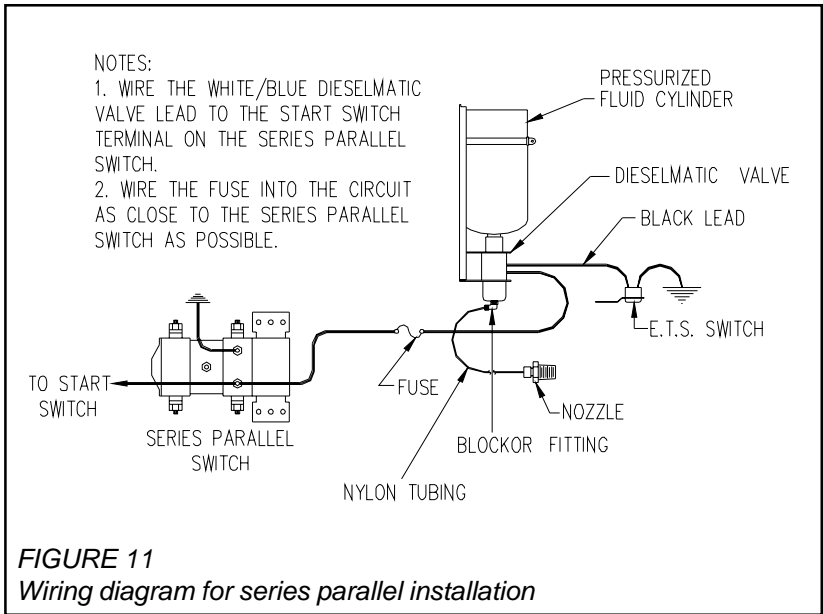 NOTES:
1. WIRE THE WHITE/BLUE DIESELMATIC
VALVE LEAD TO THE START SWITCH
TERMINAL ON THE SERIES PARALLEL
SWITCH.
2. WIRE THE FUSE INTO THE CIRCUIT
AS CLOSE TO THE SERIES PARALLEL
SWITCH AS POSSIBLE.
PRESSURIZED
FLUID CYLINDER
DIESELMATIC VALVE
BLACK LEAD
E.T.S. SWITCH
TO START
SWITCH
FUSE
NOZZLE
SERIES PARALLEL
SWITCH
BLOCKOR FITTING
NYLON TUBING
FIGURE 11
Wiring diagram for series parallel installation